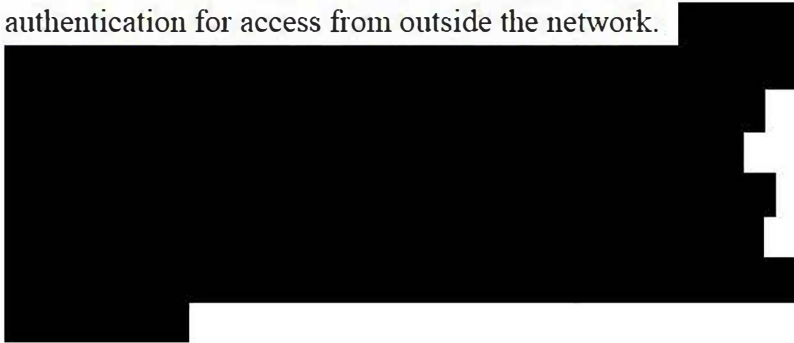 authentication for access from outside the network.